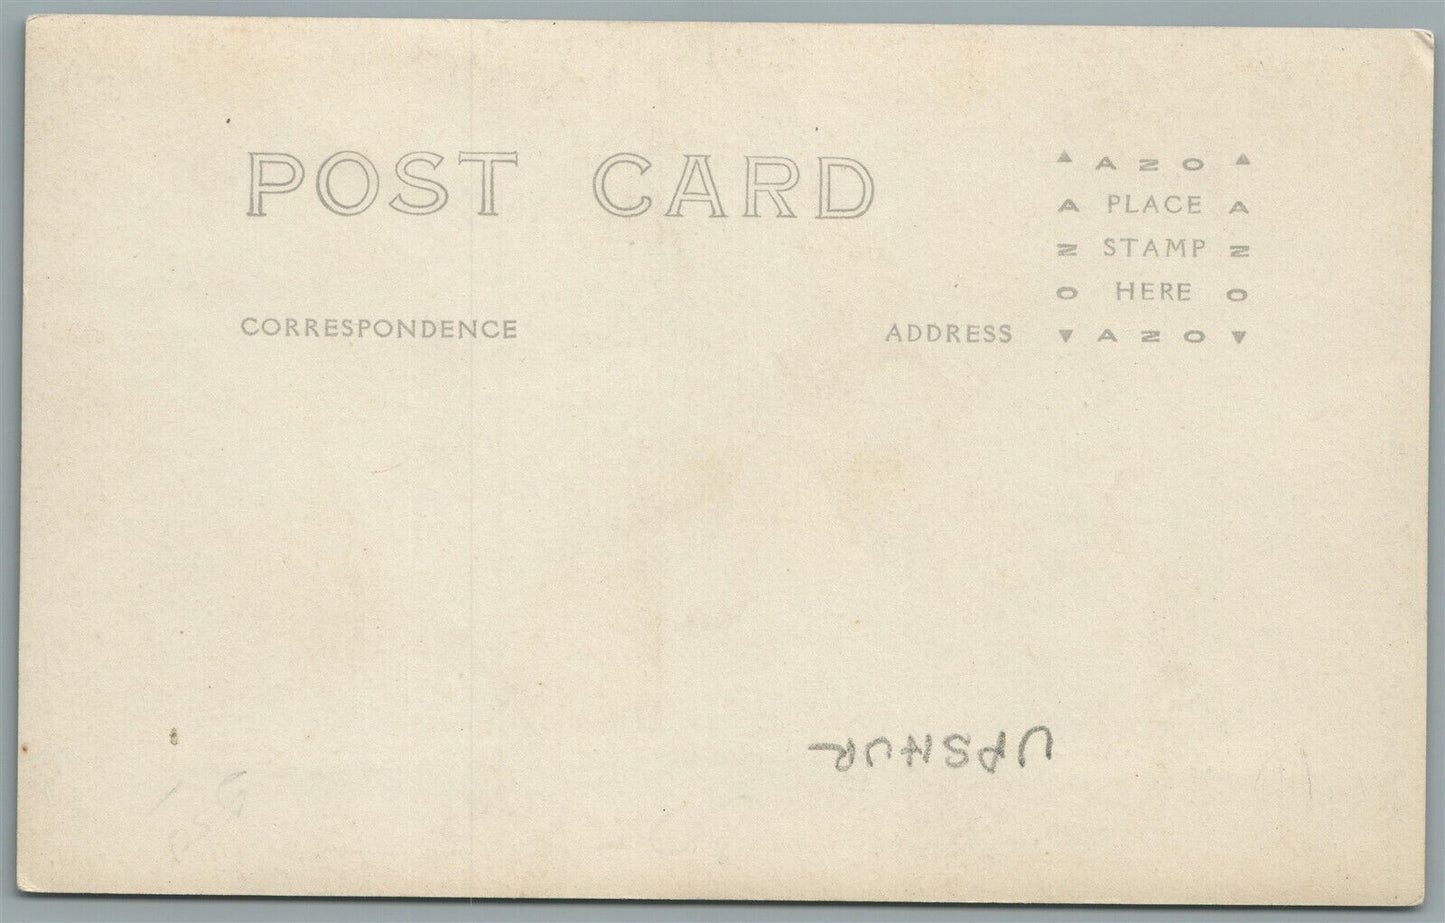 POST CARD
CORRESPONDENCE
ADDRESS
▲ AZO ▲
A PLACE A
Z STAMP Z
O HERE O
▼ AZO ▼
UPSHUR